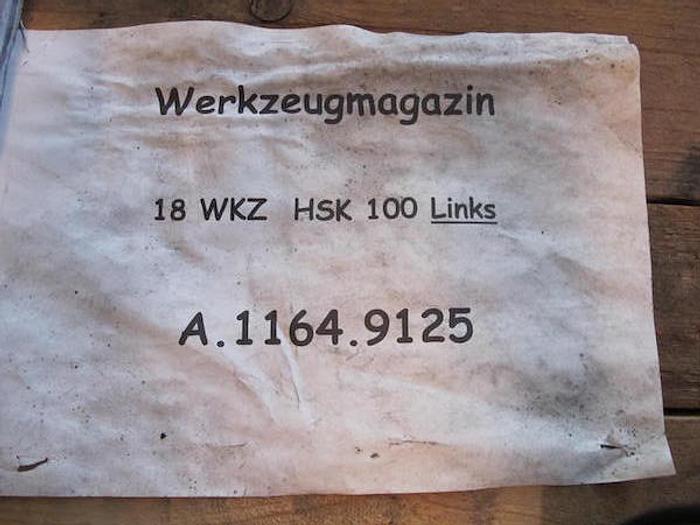 Werkzeugmagazin
18 WKZ HSK 100 Links
A.1164.9125